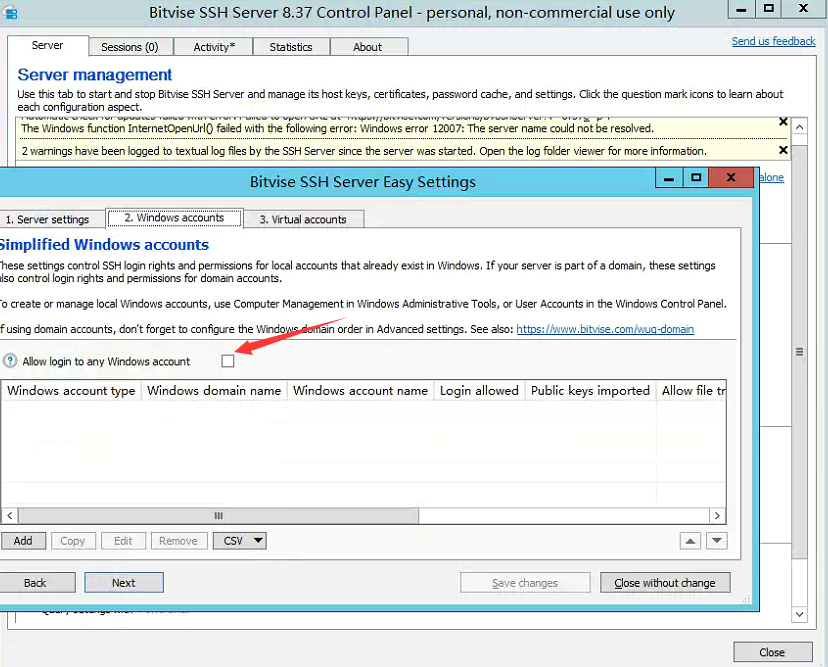 Bitvise SSH Server 8.37 Control Panel - personal, non-commercial use only
Server
Sessions (0)
Activity*
Statistics
About
Send us feedback
Server management
Use this tab to start and stop Bitvise SSH Server and manage its host keys, certificates, password cache, and settings. Click the question mark icons to learn about
each configuration aspect.
The Windows function InternetOpenUrl() failed with the following error: Windows error 12007: The server name could not be resolved.
2 warnings have been logged to textual log files by the SSH Server since the server was started. Open the log folder viewer for more information.
alone
Bitvise SSH Server Easy Settings
1. Server settings
2. Windows accounts
3. Virtual accounts
Simplified Windows accounts
These settings control SSH login rights and permissions for local accounts that already exist in Windows. If your server is part of a domain, these settings
also control login rights and permissions for domain accounts.
To create or manage local Windows accounts, use Computer Management in Windows Administrative Tools, or User Accounts in the Windows Control Panel.
If using domain accounts, don't forget to configure the Windows domain order in Advanced settings. See also: https://www.bitvise.com/wug-domain
Allow login to any Windows account
Windows account type
Windows domain name
Windows account name
Login allowed
Public keys imported
Allow file tr
Add
Copy
Edit
Remove
CSV
Back
Next
Save changes
Close without change
Close